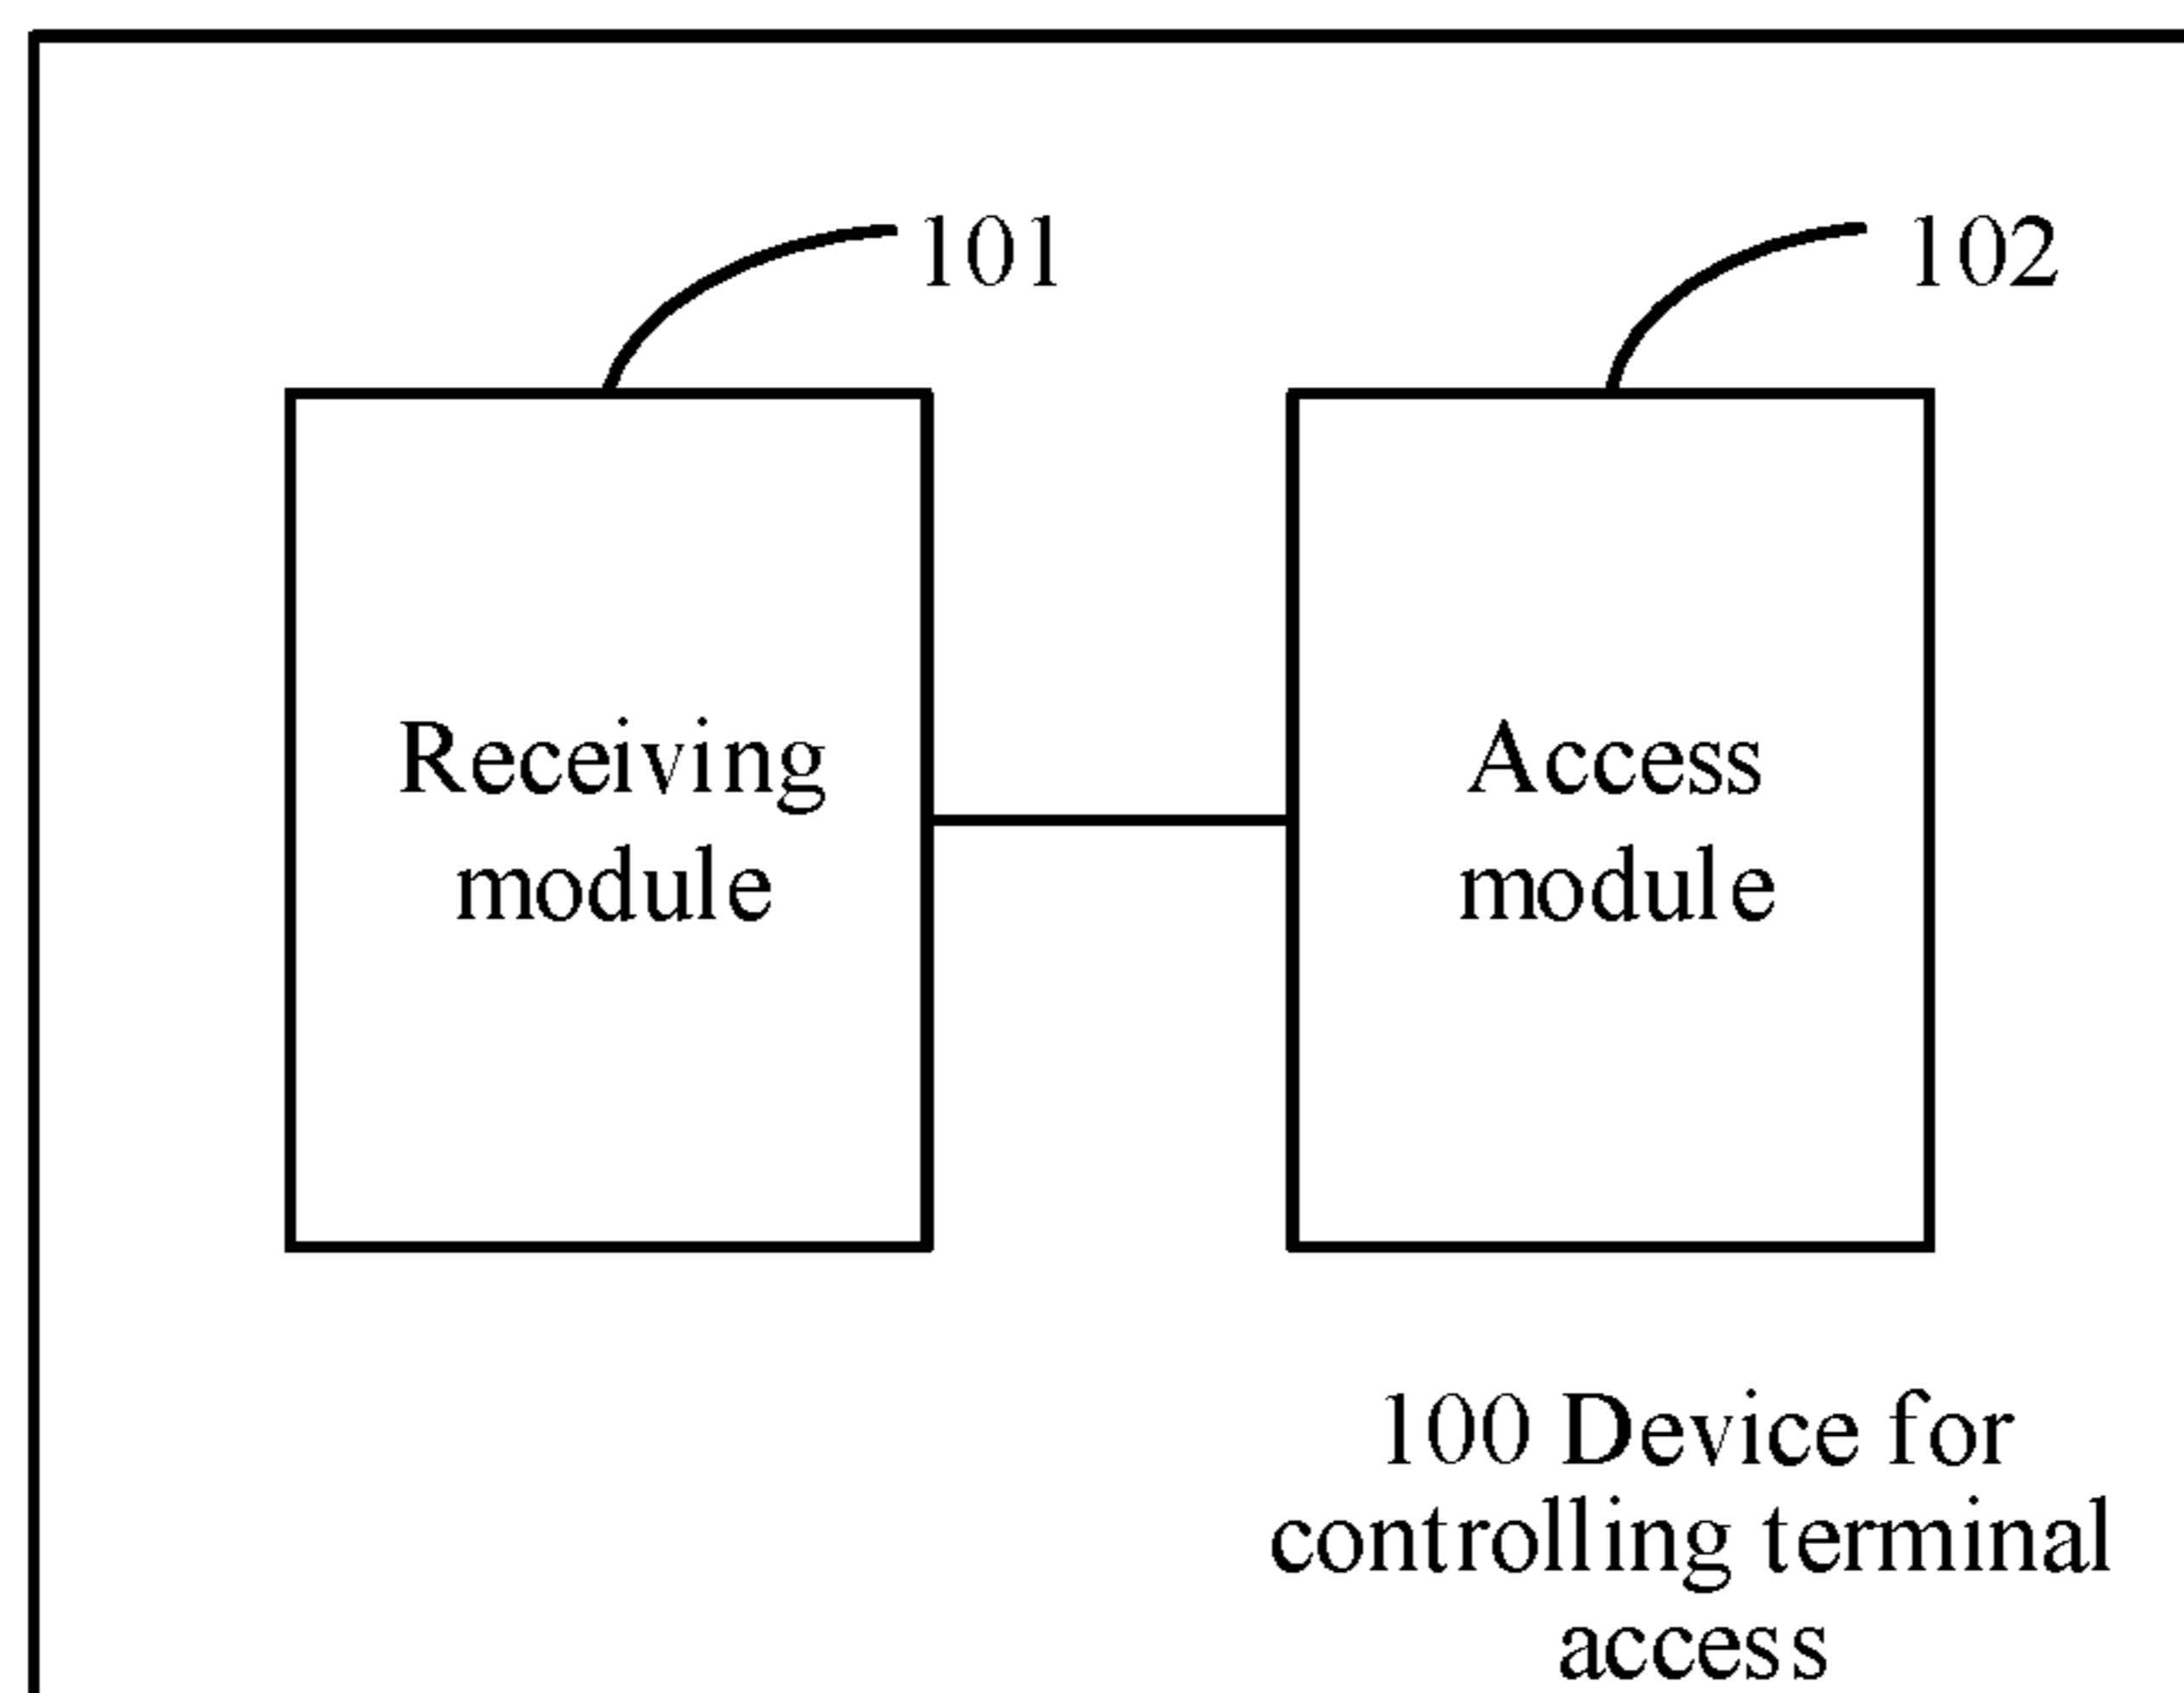 101
102
Receiving
module
Access
module
100 Device for
controlling terminal
access